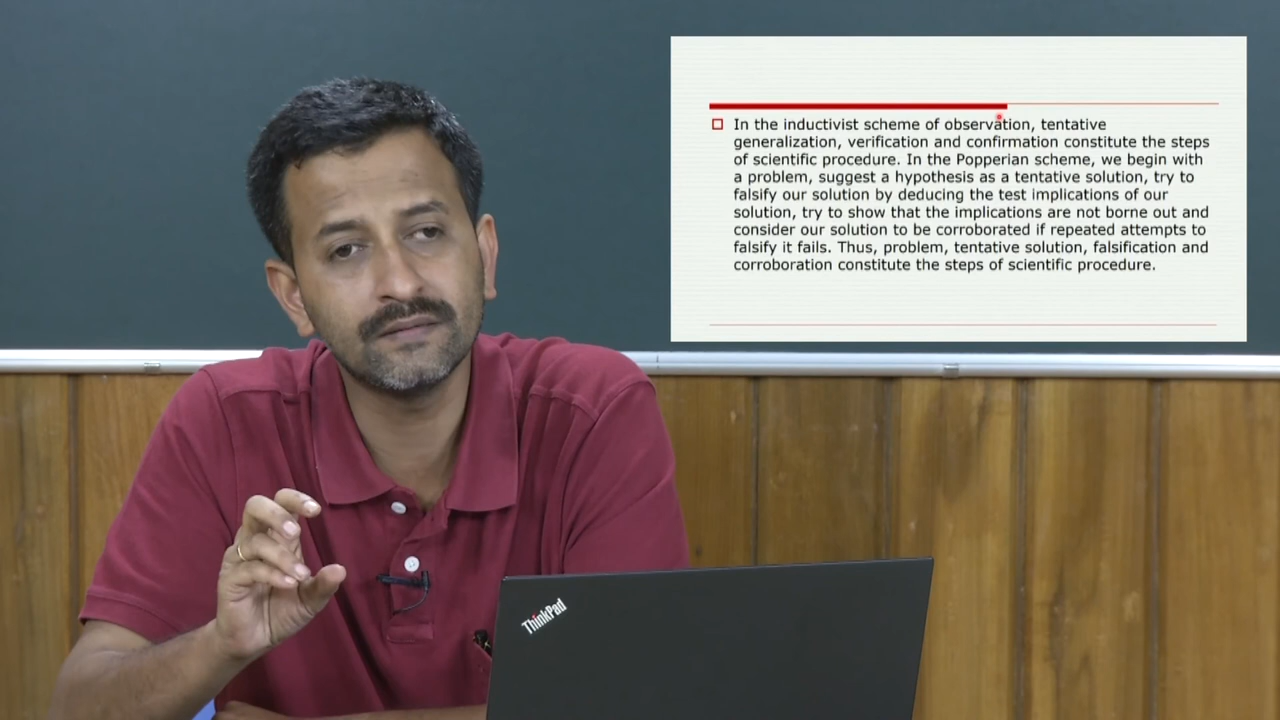 In the inductivist scheme of observation, tentative
generalization, verification and confirmation constitute the steps
of scientific procedure. In the Popperian scheme, we begin with
a problem, suggest a hypothesis as a tentative solution, try to
falsify our solution by deducing the test implications of our
solution, try to show that the implications are not borne out and
consider our solution to be corroborated if repeated attempts to
falsify it fails. Thus, problem, tentative solution, falsification and
corroboration constitute the steps of scientific procedure.
ThinkPad